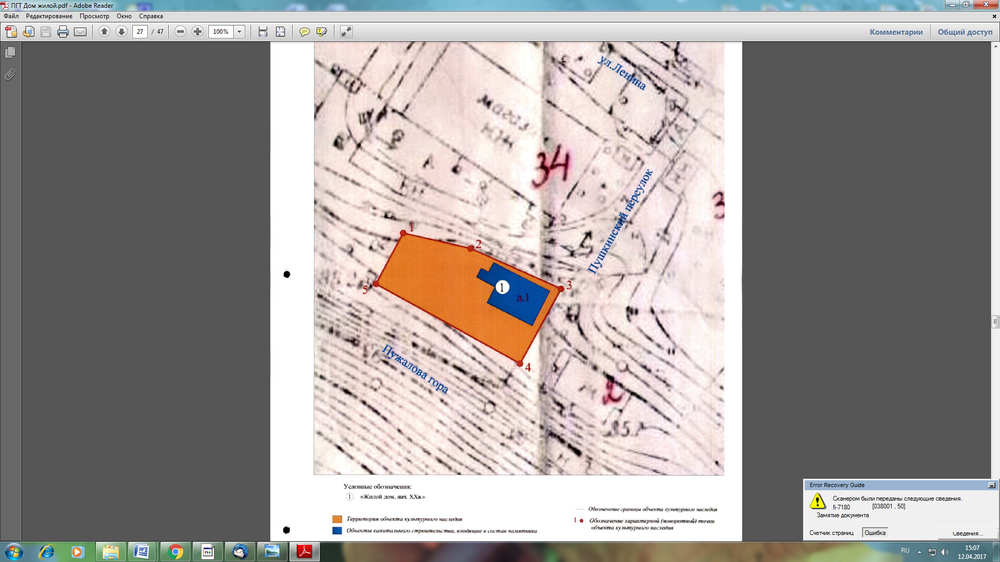 ПГТ Дом жилой.pdf - Adobe Reader
Файл Редактирование Просмотр Окно Справка
27 / 47 100% Комментарии Общий доступ
ул.Ленина
34
Пушкинский переулок
3
1
2
3
4
5
1
д.1
Пужалова гора
Условные обозначения:
1 «Жилой дом, нач. XXв.»
Территория объекта культурного наследия
Объекты капитального строительства, входящие в состав памятника
Обозначение границы объекта культурного наследия
1 Обозначение характерной (поворотной) точки
объекта культурного наследия
Error Recovery Guide
Сканером были переданы следующие сведения.
fi-7180 [038001 , 50]
Замятие документа
Счетчик страниц Ошибка Сведения...
RU
15:07
12.04.2017